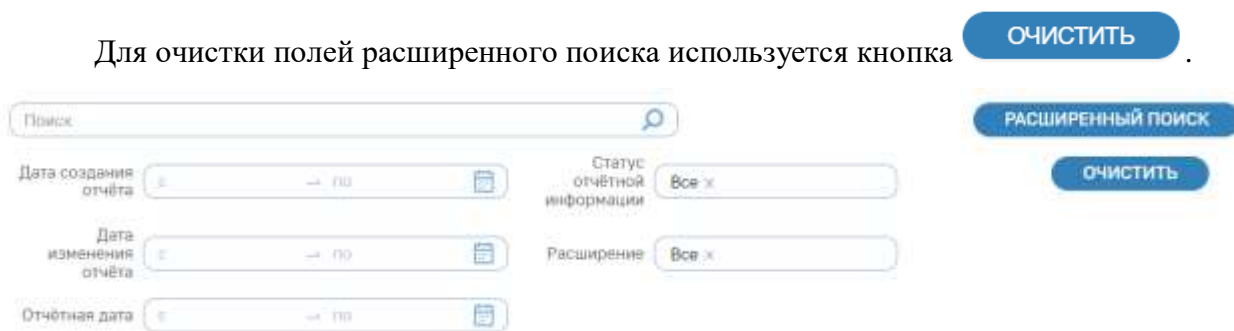 Для очистки полей расширенного поиска используется кнопка ОЧИСТИТЬ .
Поиск РАСШИРЕННЫЙ ПОИСК
Дата создания отчёта с → по Статус отчётной информации Все × ОЧИСТИТЬ
Дата изменения отчёта с → по Расширение Все ×
Отчётная дата с → по